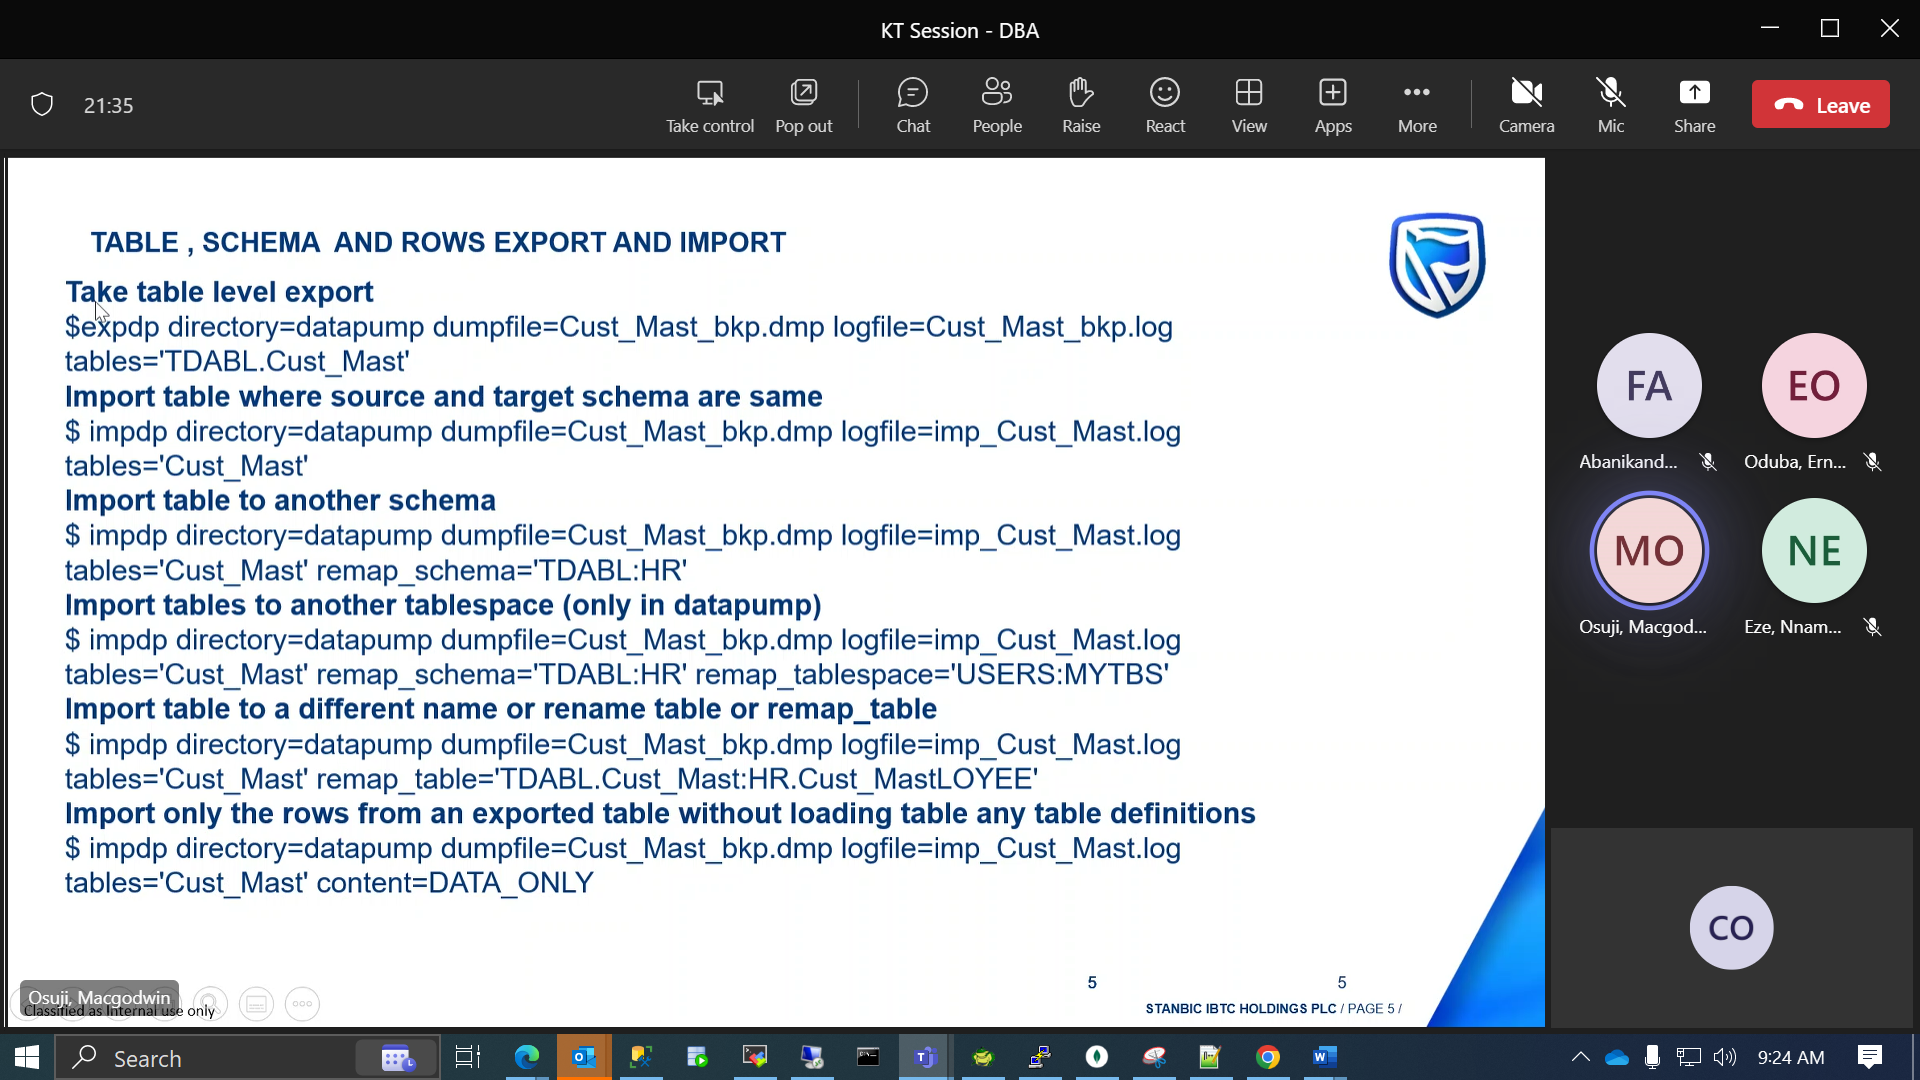 KT Session - DBA
21:35
Take control
Pop out
Chat
People
Raise
React
View
Apps
More
Camera
Mic
Share
Leave
TABLE , SCHEMA AND ROWS EXPORT AND IMPORT
Take table level export
$expdp directory=datapump dumpfile=Cust_Mast_bkp.dmp logfile=Cust_Mast_bkp.log
tables='TDABL.Cust_Mast'
Import table where source and target schema are same
$ impdp directory=datapump dumpfile=Cust_Mast_bkp.dmp logfile=imp_Cust_Mast.log
tables='Cust_Mast'
Import table to another schema
$ impdp directory=datapump dumpfile=Cust_Mast_bkp.dmp logfile=imp_Cust_Mast.log
tables='Cust_Mast' remap_schema='TDABL:HR'
Import tables to another tablespace (only in datapump)
$ impdp directory=datapump dumpfile=Cust_Mast_bkp.dmp logfile=imp_Cust_Mast.log
tables='Cust_Mast' remap_schema='TDABL:HR' remap_tablespace='USERS:MYTBS'
Import table to a different name or rename table or remap_table
$ impdp directory=datapump dumpfile=Cust_Mast_bkp.dmp logfile=imp_Cust_Mast.log
tables='Cust_Mast' remap_table='TDABL.Cust_Mast:HR.Cust_MastLOYEE'
Import only the rows from an exported table without loading table any table definitions
$ impdp directory=datapump dumpfile=Cust_Mast_bkp.dmp logfile=imp_Cust_Mast.log
tables='Cust_Mast' content=DATA_ONLY
5
5
STANBIC IBTC HOLDINGS PLC / PAGE 5 /
Osuji, Macgodwin
Classified as Internal use only
FA
EO
Abanikand...
Oduba, Ern...
MO
NE
Osuji, Macgod...
Eze, Nnam...
CO
Search
9:24 AM